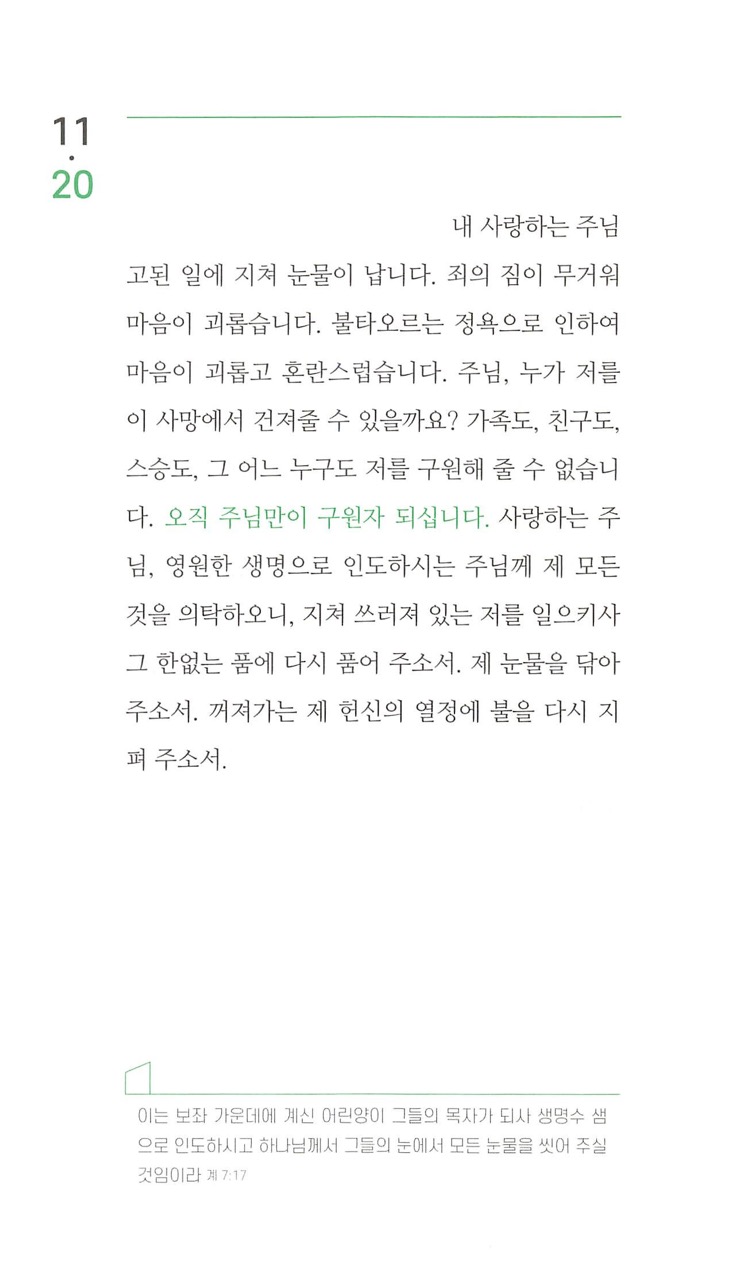 11
·
20
내 사랑하는 주님
고된 일에 지쳐 눈물이 납니다. 죄의 짐이 무거워
마음이 괴롭습니다. 불타오르는 정욕으로 인하여
마음이 괴롭고 혼란스럽습니다. 주님, 누가 저를
이 사망에서 건져줄 수 있을까요? 가족도, 친구도,
스승도, 그 어느 누구도 저를 구원해 줄 수 없습니
다. 오직 주님만이 구원자 되십니다. 사랑하는 주
님, 영원한 생명으로 인도하시는 주님께 제 모든
것을 의탁하오니, 지쳐 쓰러져 있는 저를 일으키사
그 한없는 품에 다시 품어 주소서. 제 눈물을 닦아
주소서. 꺼져가는 제 헌신의 열정에 불을 다시 지
펴 주소서.
이는 보좌 가운데에 계신 어린양이 그들의 목자가 되사 생명수 샘
으로 인도하시고 하나님께서 그들의 눈에서 모든 눈물을 씻어 주실
것임이라 계 7:17